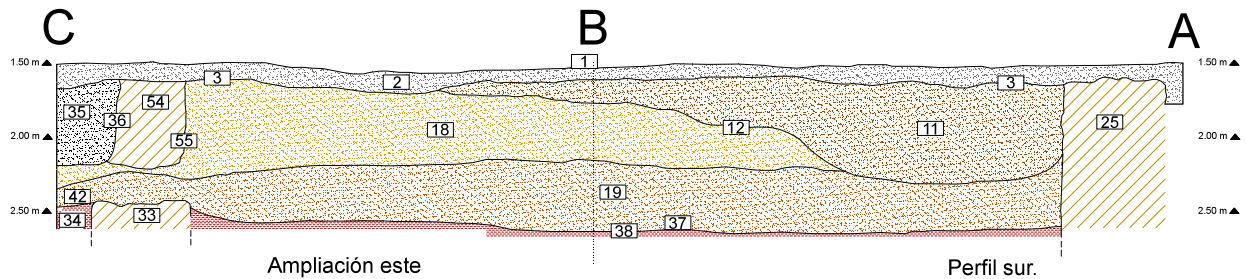 C B A
1.50 m 1 1.50 m
3 2 3
35 54
36 55 18 12 11 25
2.00 m 2.00 m
42 19
34 33 37 38
2.50 m 2.50 m
Ampliación este Perfil sur.